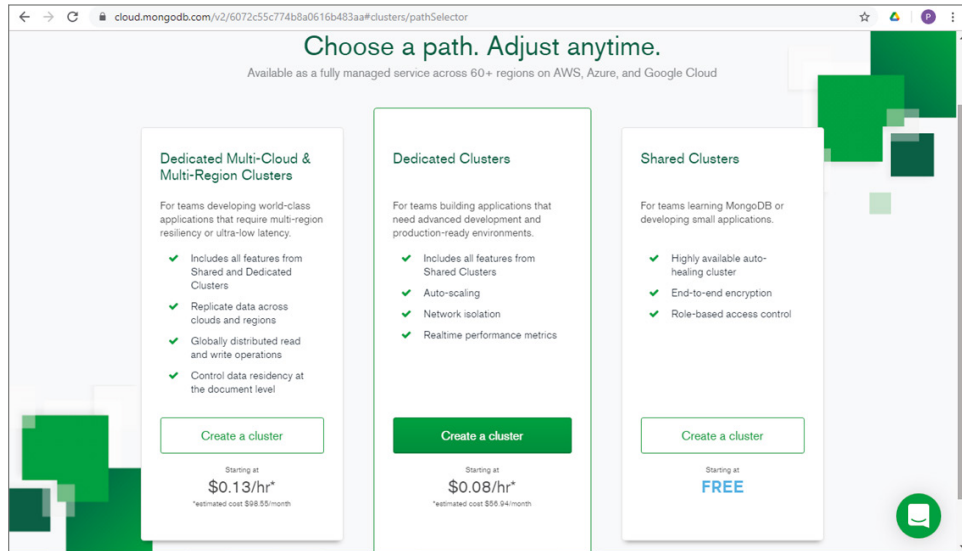 cloud.mongodb.com/v2/6072c55c774b8a0616b483aa#clusters/pathSelector
P
Choose a path. Adjust anytime.
Available as a fully managed service across 60+ regions on AWS, Azure, and Google Cloud
Dedicated Multi-Cloud &
Multi-Region Clusters
For teams developing world-class
applications that require multi-region
resiliency or ultra-low latency.
Includes all features from
Shared and Dedicated
Clusters
Replicate data across
clouds and regions
Globally distributed read
and write operations
Control data residency at
the document level
Create a cluster
Starting at
$0.13/hr*
*estimated cost $98.55/month
Dedicated Clusters
For teams building applications that
need advanced development and
production-ready environments.
Includes all features from
Shared Clusters
Auto-scaling
Network isolation
Realtime performance metrics
Create a cluster
Starting at
$0.08/hr*
*estimated cost $56.94/month
Shared Clusters
For teams learning MongoDB or
developing small applications.
Highly available auto-
healing cluster
End-to-end encryption
Role-based access control
Create a cluster
Starting at
FREE